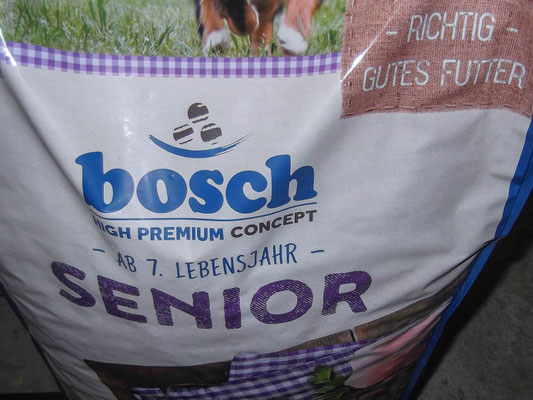 - RICHTIG -
GUTES FUTTER
bosch
HIGH PREMIUM CONCEPT
- AB 7. LEBENSJAHR -
SENIOR